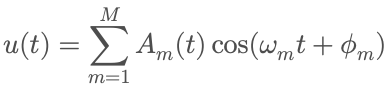 u(t) = \sum_{m=1}^{M} A_m(t) \cos(\omega_m t + \phi_m)